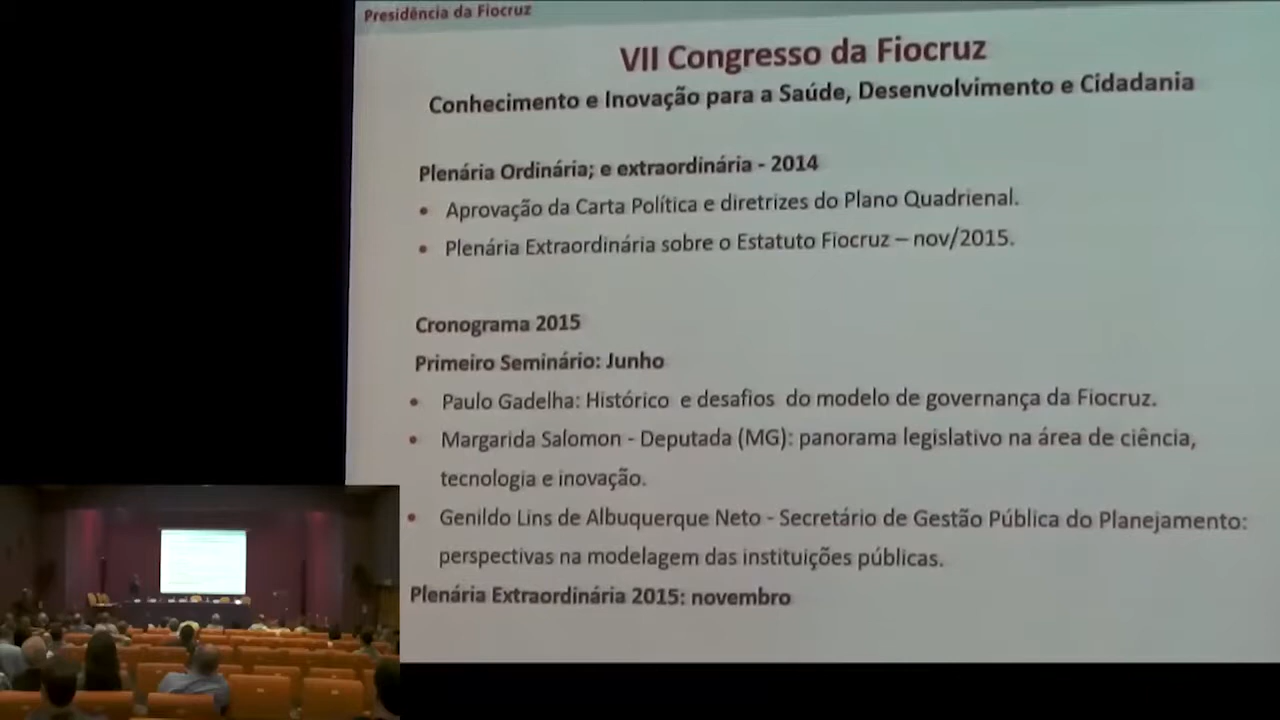 Presidência da Fiocruz
VII Congresso da Fiocruz
Conhecimento e Inovação para a Saúde, Desenvolvimento e Cidadania
Plenária Ordinária; e extraordinária - 2014
• Aprovação da Carta Política e diretrizes do Plano Quadrienal.
• Plenária Extraordinária sobre o Estatuto Fiocruz – nov/2015.
Cronograma 2015
Primeiro Seminário: Junho
• Paulo Gadelha: Histórico e desafios do modelo de governança da Fiocruz.
• Margarida Salomon - Deputada (MG): panorama legislativo na área de ciência,
tecnologia e inovação.
• Genildo Lins de Albuquerque Neto - Secretário de Gestão Pública do Planejamento:
perspectivas na modelagem das instituições públicas.
Plenária Extraordinária 2015: novembro